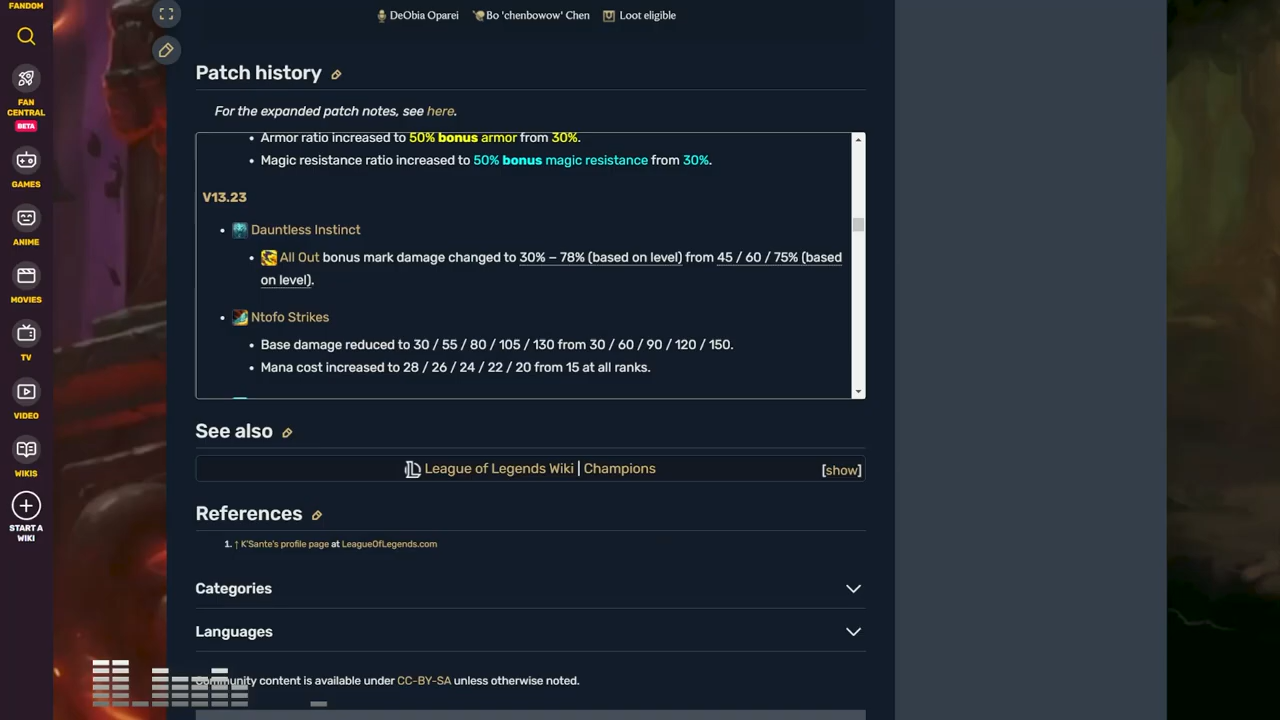 FANDOM
FAN CENTRAL
BETA
GAMES
ANIME
MOVIES
TV
VIDEO
WIKIS
START A WIKI
DeObia Oparei Bo 'chenbowow' Chen Loot eligible
Patch history
For the expanded patch notes, see here.
• Armor ratio increased to 50% bonus armor from 30%.
• Magic resistance ratio increased to 50% bonus magic resistance from 30%.
V13.23
• Dauntless Instinct
• All Out bonus mark damage changed to 30% – 78% (based on level) from 45 / 60 / 75% (based
on level).
• Ntofo Strikes
• Base damage reduced to 30 / 55 / 80 / 105 / 130 from 30 / 60 / 90 / 120 / 150.
• Mana cost increased to 28 / 26 / 24 / 22 / 20 from 15 at all ranks.
See also
League of Legends Wiki | Champions [show]
References
1. ↑ K'Sante's profile page at LeagueOfLegends.com
Categories
Languages
Community content is available under CC-BY-SA unless otherwise noted.